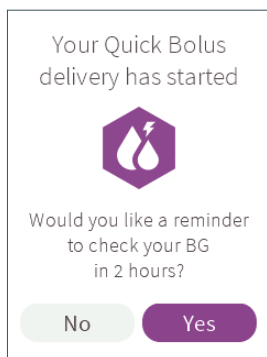 Your Quick Bolus
delivery has started
Would you like a reminder
to check your BG
in 2 hours?
No
Yes